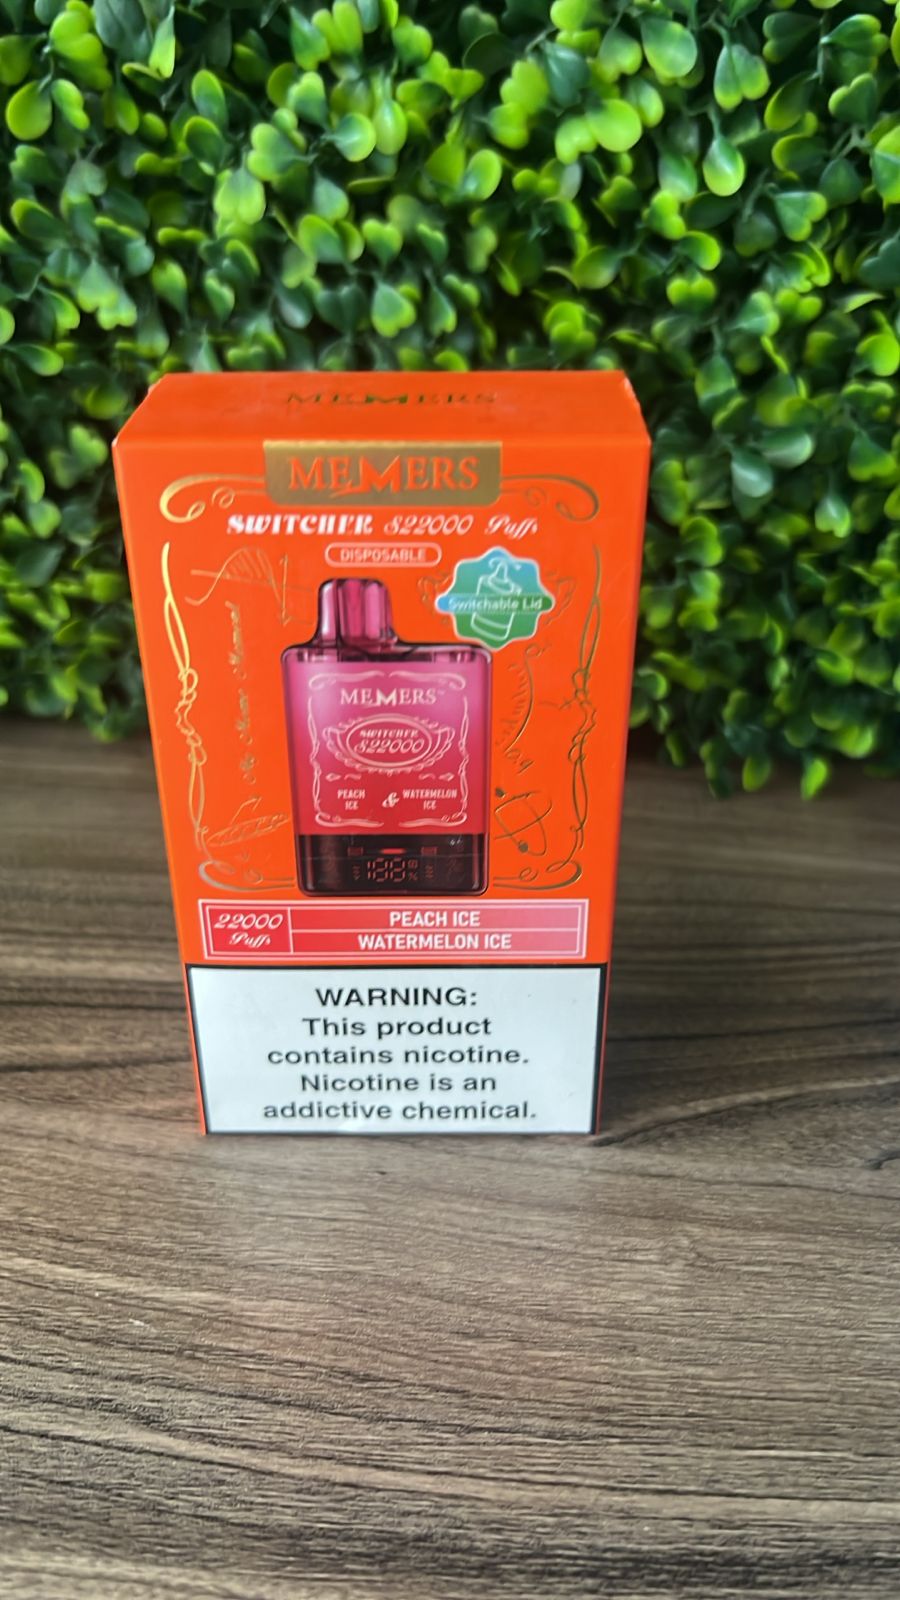 MEMERS
MEMERS
SWITCHER S22000 Puffs
DISPOSABLE
Switchable Lid
MEMERS
SWITCHER
S22000
PEACH ICE & WATERMELON ICE
188
22000 Puffs
PEACH ICE
WATERMELON ICE
WARNING:
This product
contains nicotine.
Nicotine is an
addictive chemical.